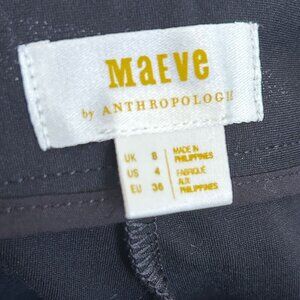 MAEVE
by ANTHROPOLOGIE
UK 8
US 4
EU 36
MADE IN
PHILIPPINES
FABRIQUÉ
AUX
PHILIPPINES